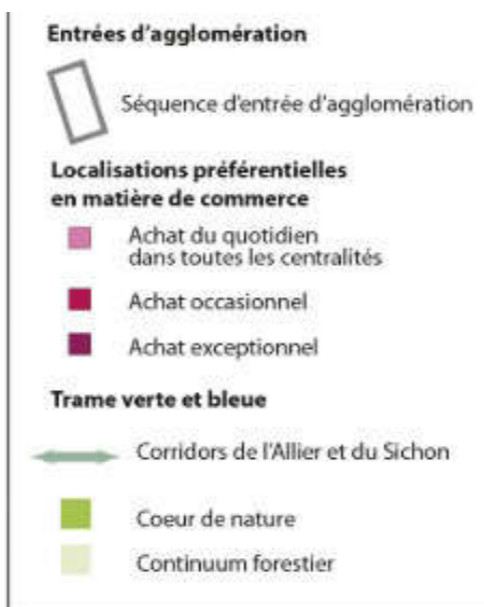 Entrées d'agglomération
Séquence d'entrée d'agglomération
Localisations préférentielles
en matière de commerce
Achat du quotidien
dans toutes les centralités
Achat occasionnel
Achat exceptionnel
Trame verte et bleue
Corridors de l'Allier et du Sichon
Coeur de nature
Continuum forestier